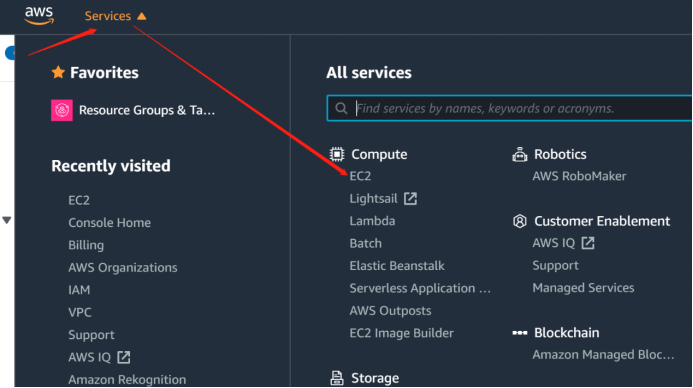 aws
Services
Favorites
Resource Groups & Ta...
Recently visited
EC2
Console Home
Billing
AWS Organizations
IAM
VPC
Support
AWS IQ
Amazon Rekognition
All services
Find services by names, keywords or acronyms.
Compute
EC2
Lightsail
Lambda
Batch
Elastic Beanstalk
Serverless Application ...
AWS Outposts
EC2 Image Builder
Storage
Robotics
AWS RoboMaker
Customer Enablement
AWS IQ
Support
Managed Services
Blockchain
Amazon Managed Bloc...